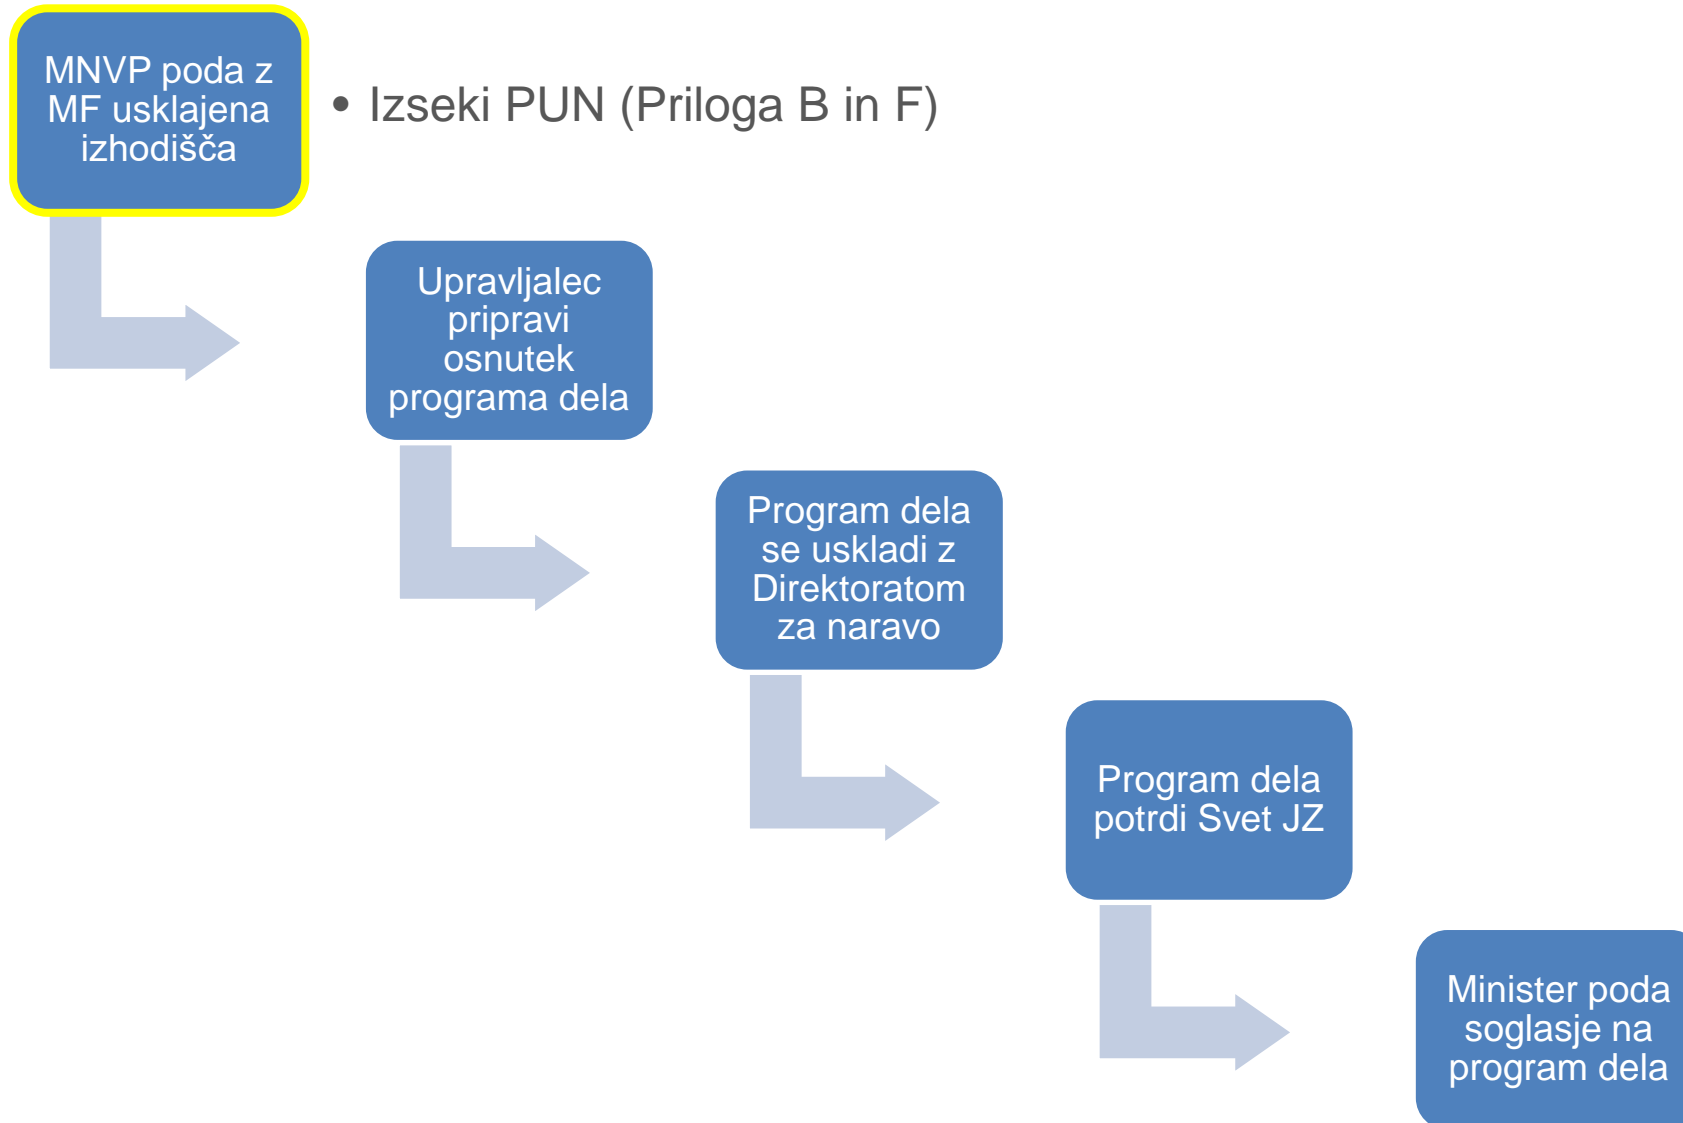 MNVP poda z
MF usklajena
izhodišča
• Izseki PUN (Priloga B in F)
Upravljalec
pripravi
osnutek
programa dela
Program dela
se uskladi z
Direktoratom
za naravo
Program dela
potrdi Svet JZ
Minister poda
soglasje na
program dela